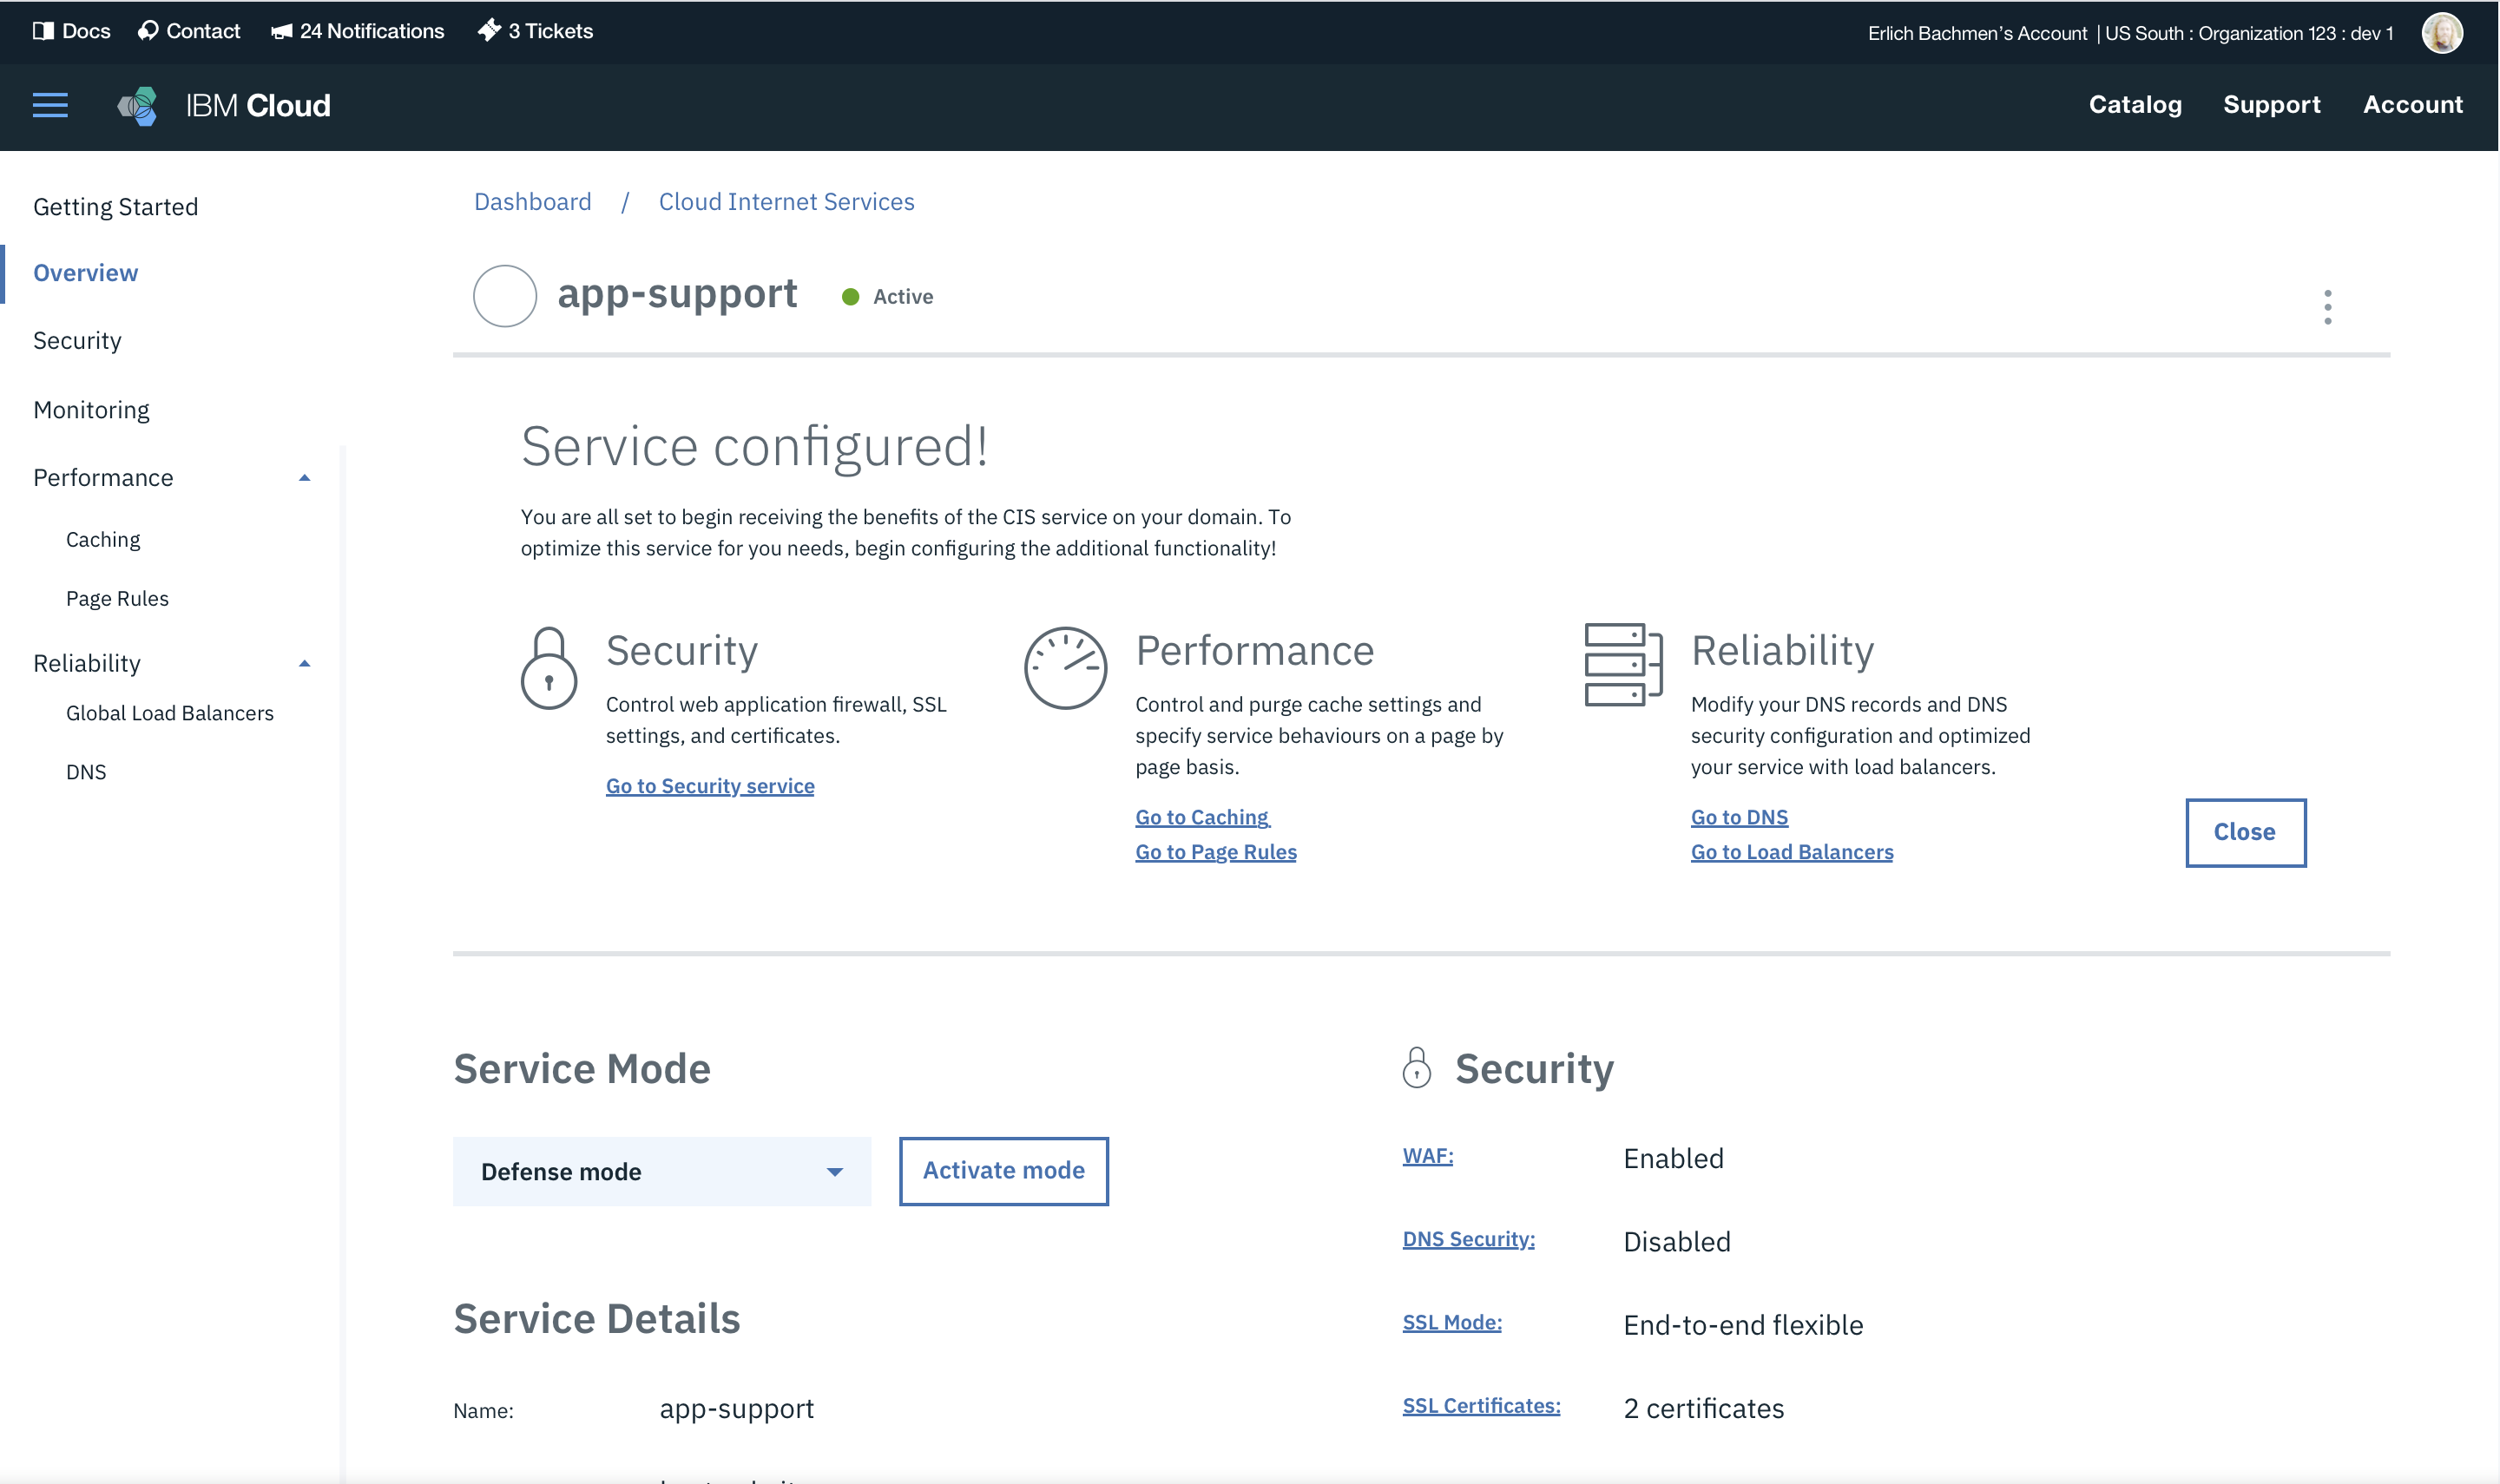 Docs Contact 24 Notifications 3 Tickets
Erlich Bachmen’s Account | US South : Organization 123 : dev 1
IBM Cloud
Catalog Support Account
Getting Started
Overview
Security
Monitoring
Performance
Caching
Page Rules
Reliability
Global Load Balancers
DNS
Dashboard / Cloud Internet Services
app-support Active
Service configured!
You are all set to begin receiving the benefits of the CIS service on your domain. To
optimize this service for you needs, begin configuring the additional functionality!
Security
Control web application firewall, SSL
settings, and certificates.
Go to Security service
Performance
Control and purge cache settings and
specify service behaviours on a page by
page basis.
Go to Caching
Go to Page Rules
Reliability
Modify your DNS records and DNS
security configuration and optimized
your service with load balancers.
Go to DNS
Go to Load Balancers
Close
Service Mode
Defense mode
Activate mode
Service Details
Name: app-support
Security
WAF: Enabled
DNS Security: Disabled
SSL Mode: End-to-end flexible
SSL Certificates: 2 certificates